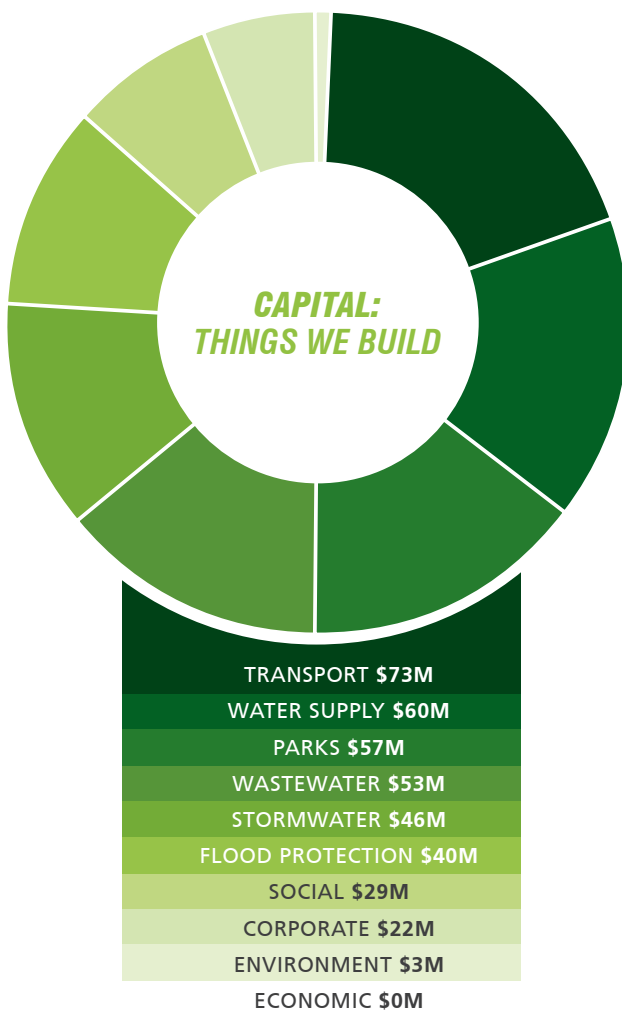 CAPITAL:
THINGS WE BUILD
TRANSPORT $73M
WATER SUPPLY $60M
PARKS $57M
WASTEWATER $53M
STORMWATER $46M
FLOOD PROTECTION $40M
SOCIAL $29M
CORPORATE $22M
ENVIRONMENT $3M
ECONOMIC $0M